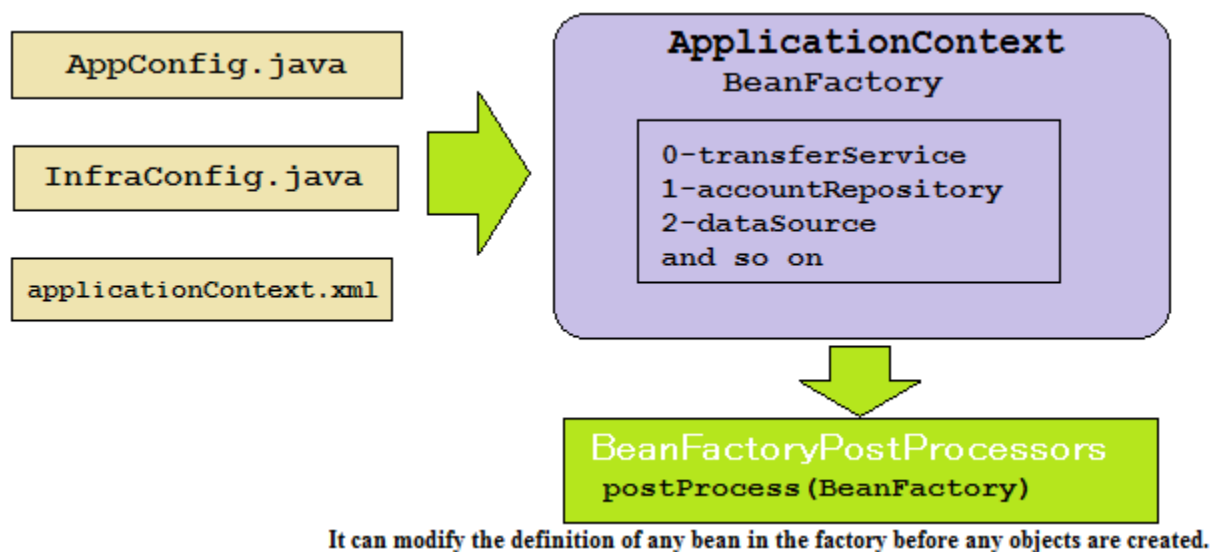 AppConfig.java
InfraConfig.java
applicationContext.xml
ApplicationContext
BeanFactory
0-transferService
1-accountRepository
2-dataSource
and so on
BeanFactoryPostProcessors
postProcess(BeanFactory)
It can modify the definition of any bean in the factory before any objects are created.